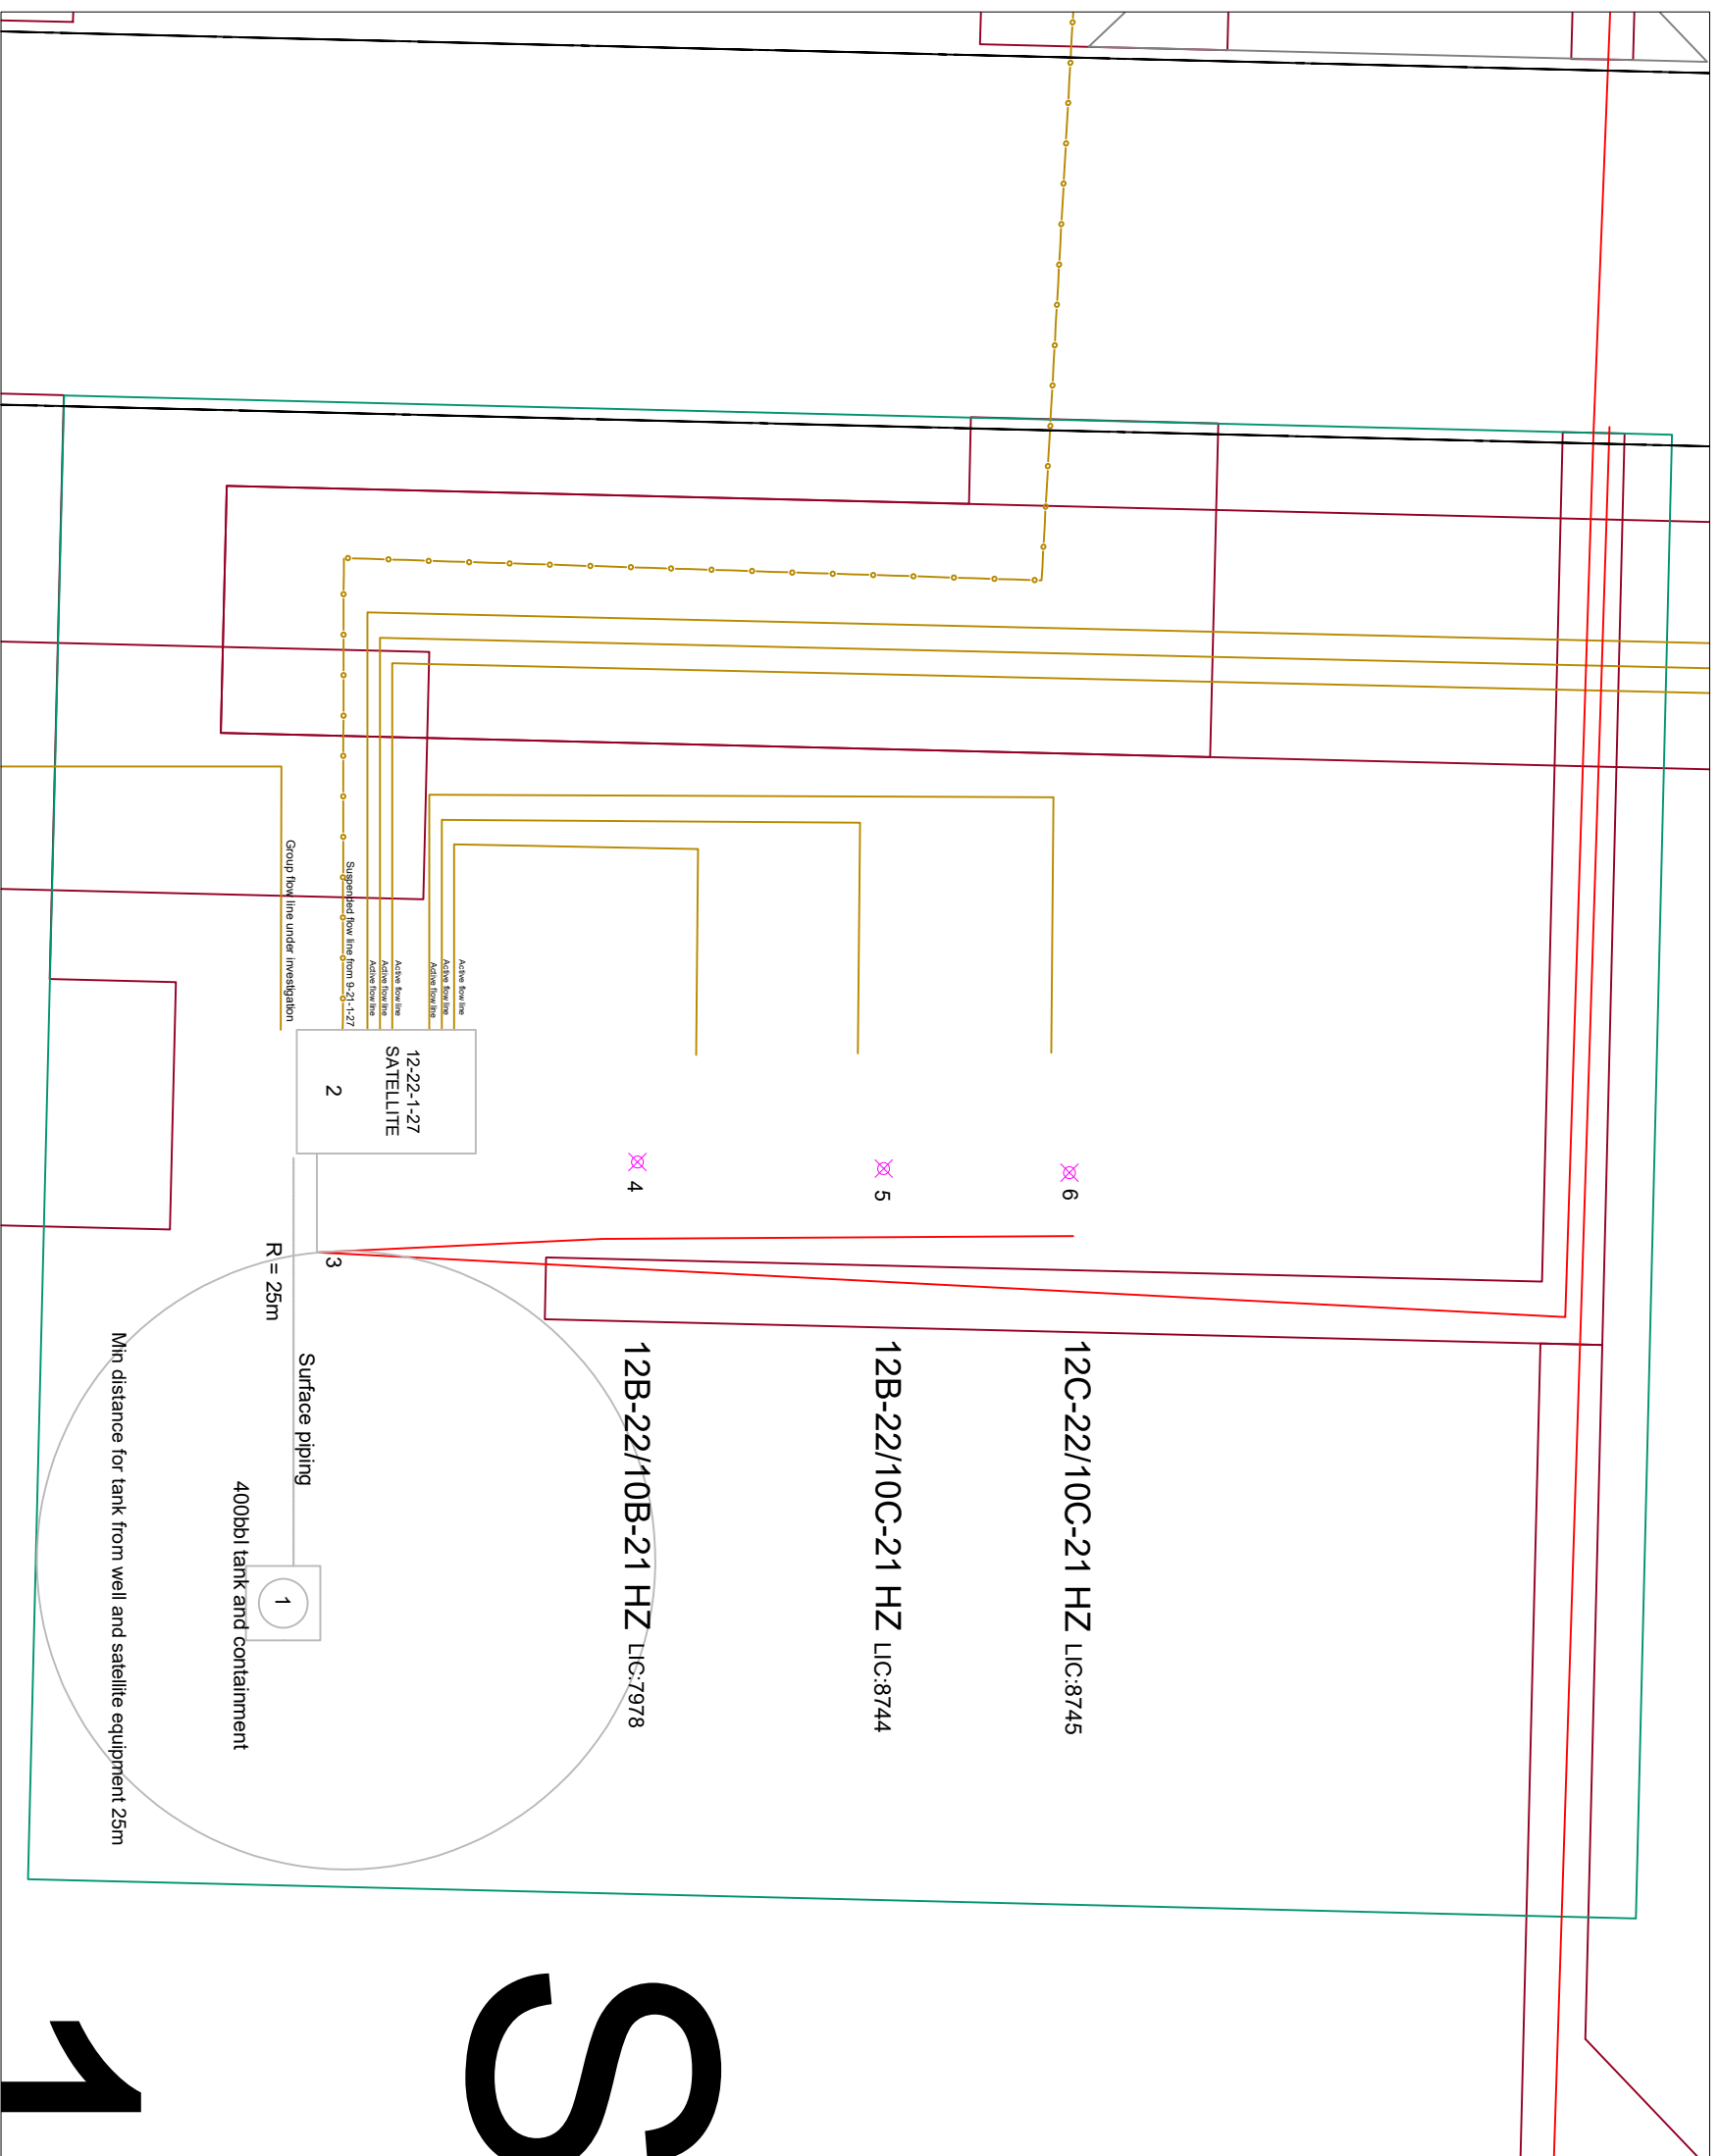 Group flow line under investigation
Suspended flow line from 9-21-1-27
Active flow line
Active flow line
Active flow line
Active flow line
Active flow line
Active flow line
12-22-1-27
SATELLITE
2
3
4
5
6
R = 25m
Surface piping
400bbl tank and containment
1
Min distance for tank from well and satellite equipment 25m
12B-22/10B-21 HZ LIC:7978
12B-22/10C-21 HZ LIC:8744
12C-22/10C-21 HZ LIC:8745
S
1